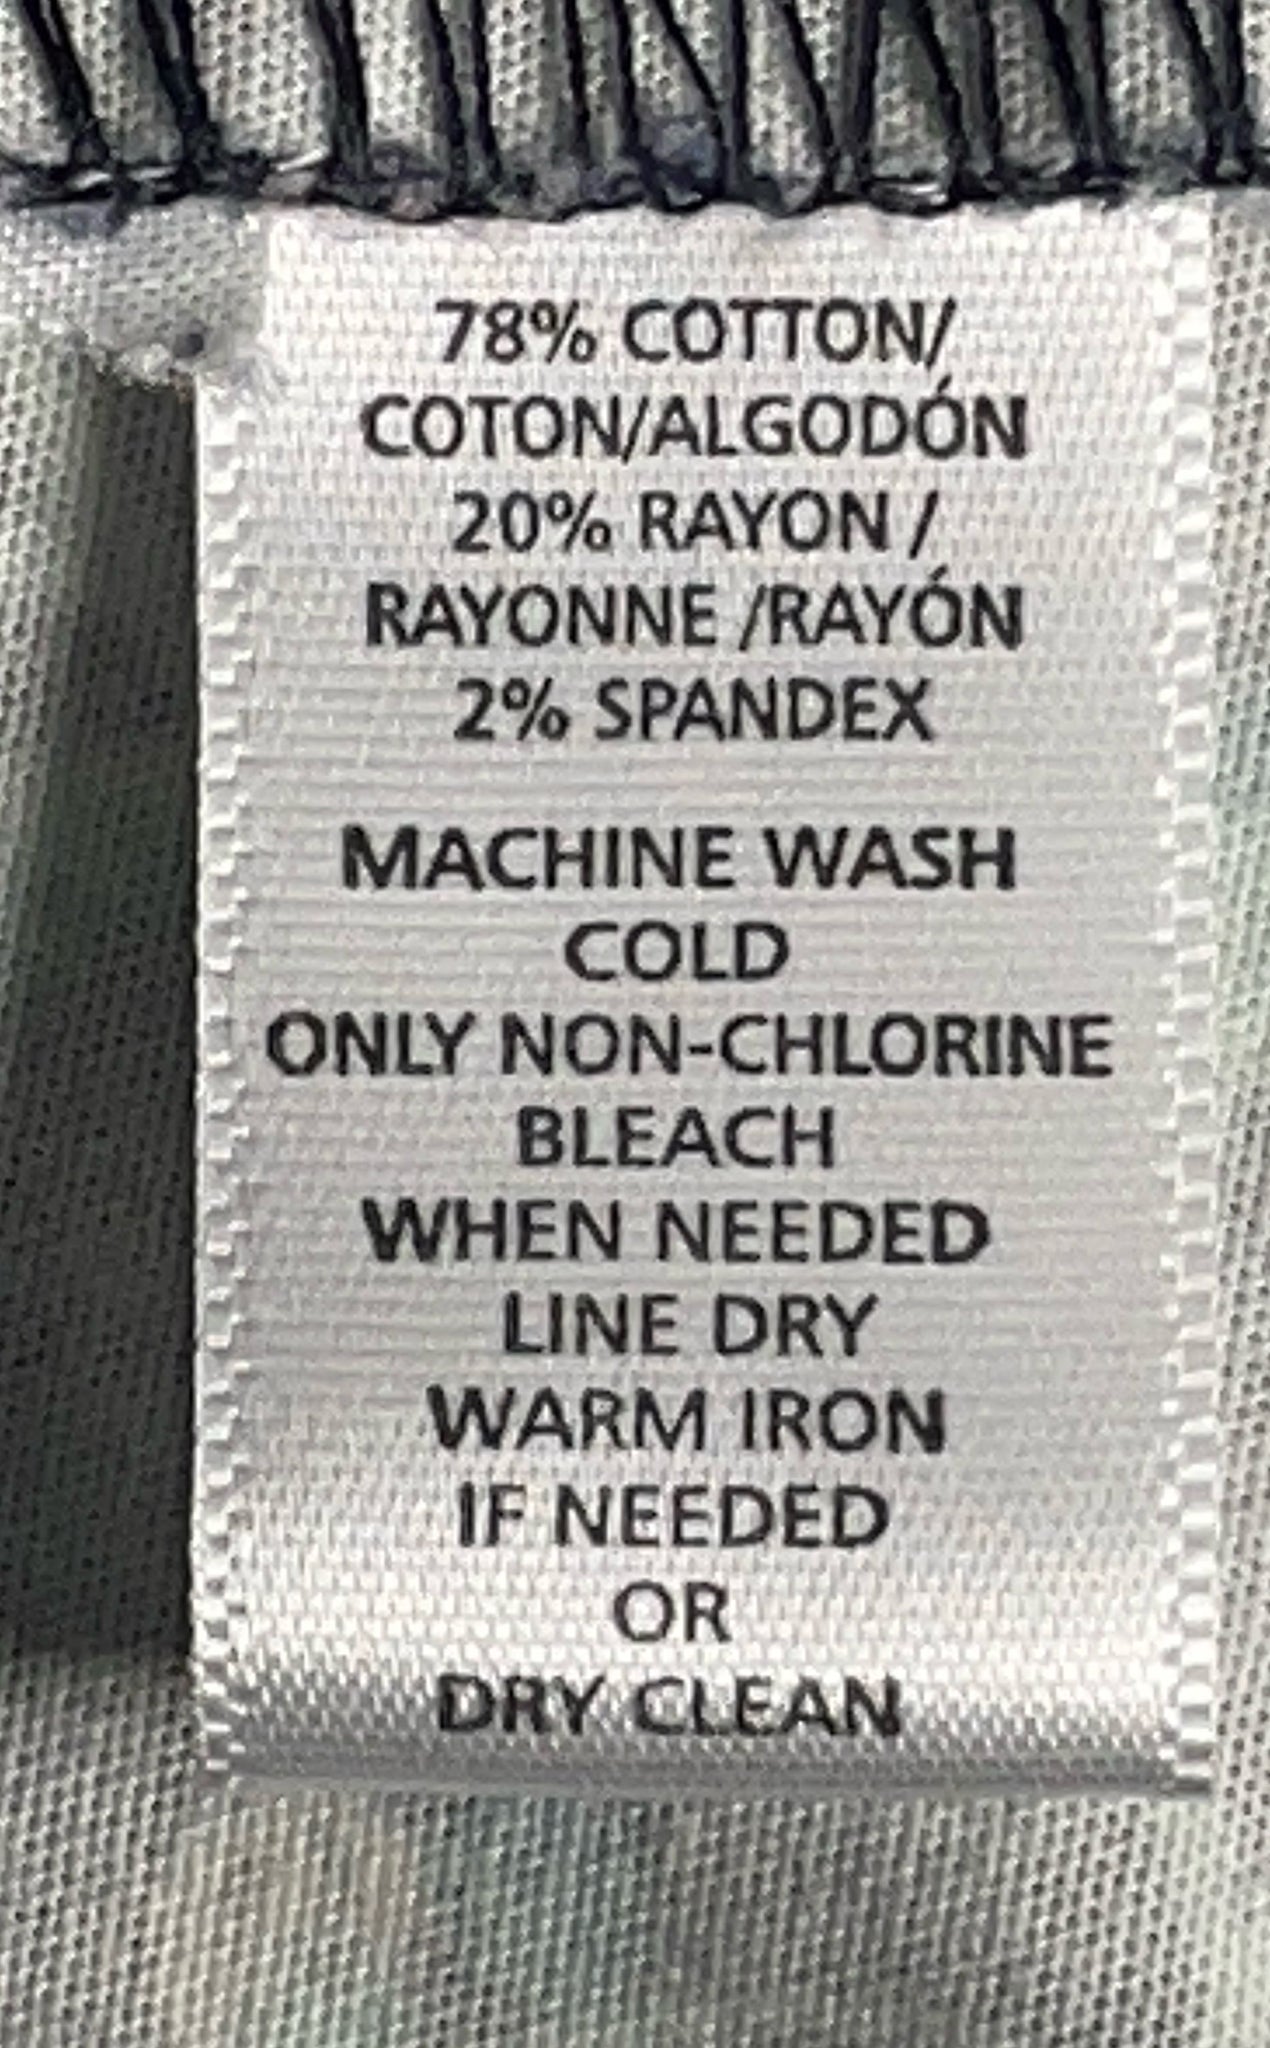 78% COTTON/
COTON/ALGODÓN
20% RAYON /
RAYONNE /RAYÓN
2% SPANDEX
MACHINE WASH
COLD
ONLY NON-CHLORINE
BLEACH
WHEN NEEDED
LINE DRY
WARM IRON
IF NEEDED
OR
DRY CLEAN